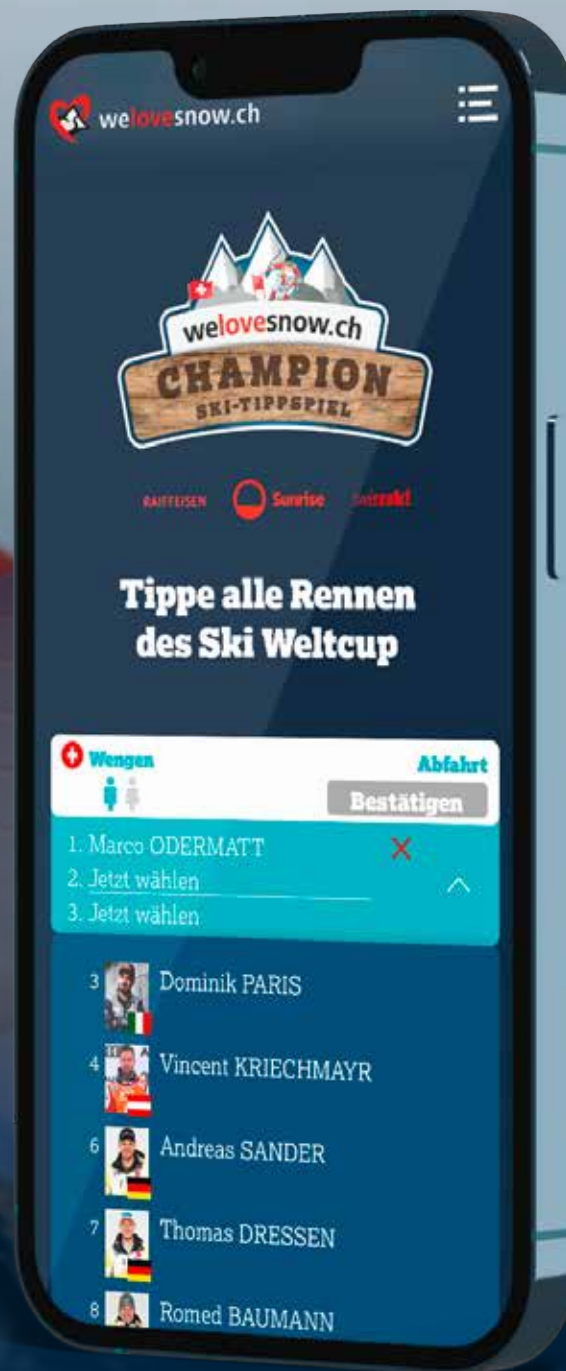 welovesnow.ch
welovesnow.ch
CHAMPION
SKI-TIPPSPIEL
RAIFFEISEN Sunrise
Tippe alle Rennen
des Ski Weltcup
Wengen Abfahrt
Bestätigen
1. Marco ODERMATT
2. Jetzt wählen
3. Jetzt wählen
3 Dominik PARIS
4 Vincent KRIECHMAYR
6 Andreas SANDER
7 Thomas DRESSEN
8 Romed BAUMANN